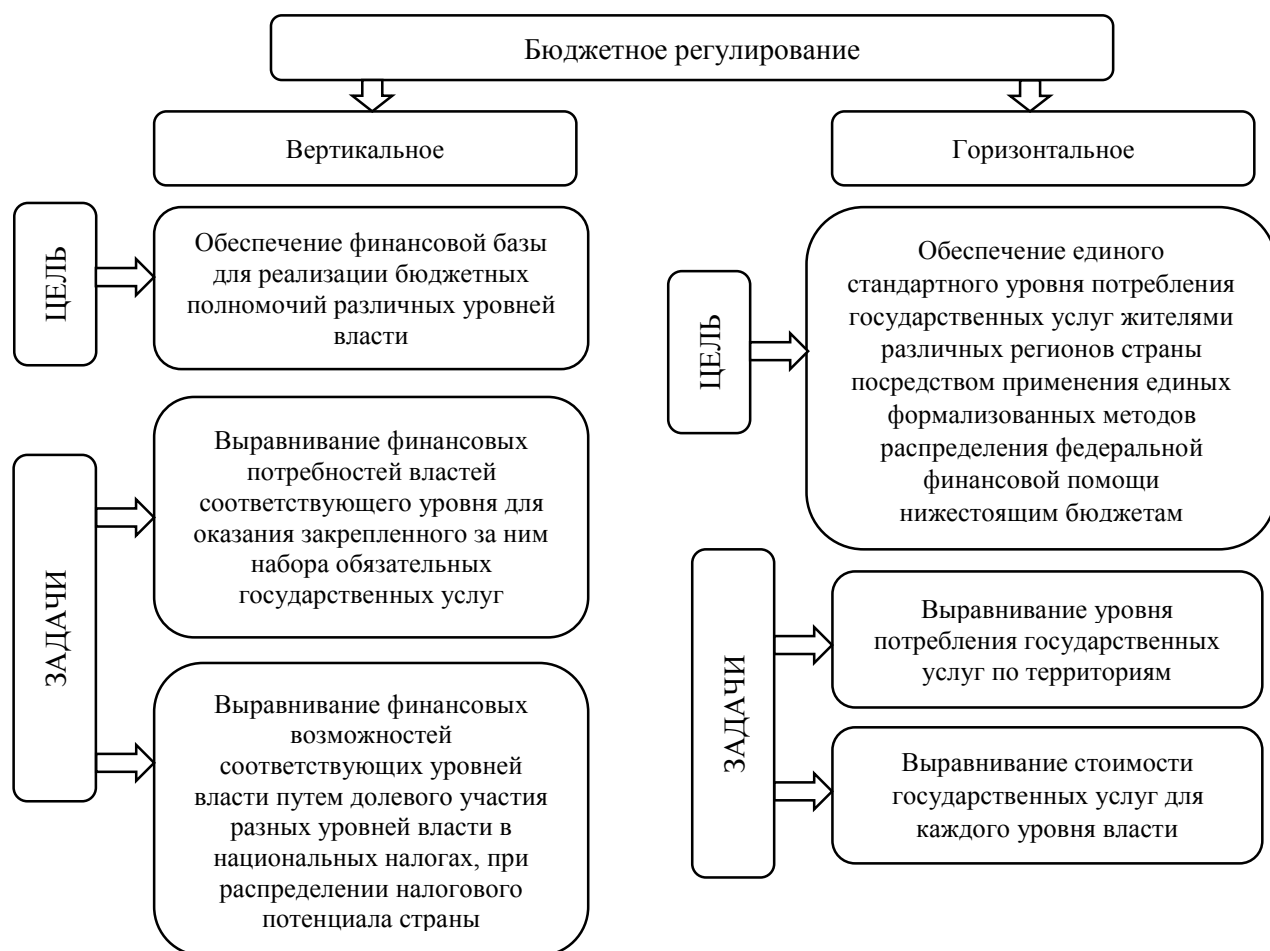 Бюджетное регулирование
Вертикальное
ЦЕЛЬ
Обеспечение финансовой базы
для реализации бюджетных
полномочий различных уровней
власти
ЗАДАЧИ
Выравнивание финансовых
потребностей властей
соответствующего уровня для
оказания закрепленного за ним
набора обязательных
государственных услуг
Выравнивание финансовых
возможностей
соответствующих уровней
власти путем долевого участия
разных уровней власти в
национальных налогах, при
распределении налогового
потенциала страны
Горизонтальное
ЦЕЛЬ
Обеспечение единого
стандартного уровня потребления
государственных услуг жителями
различных регионов страны
посредством применения единых
формализованных методов
распределения федеральной
финансовой помощи
нижестоящим бюджетам
ЗАДАЧИ
Выравнивание уровня
потребления государственных
услуг по территориям
Выравнивание стоимости
государственных услуг для
каждого уровня власти